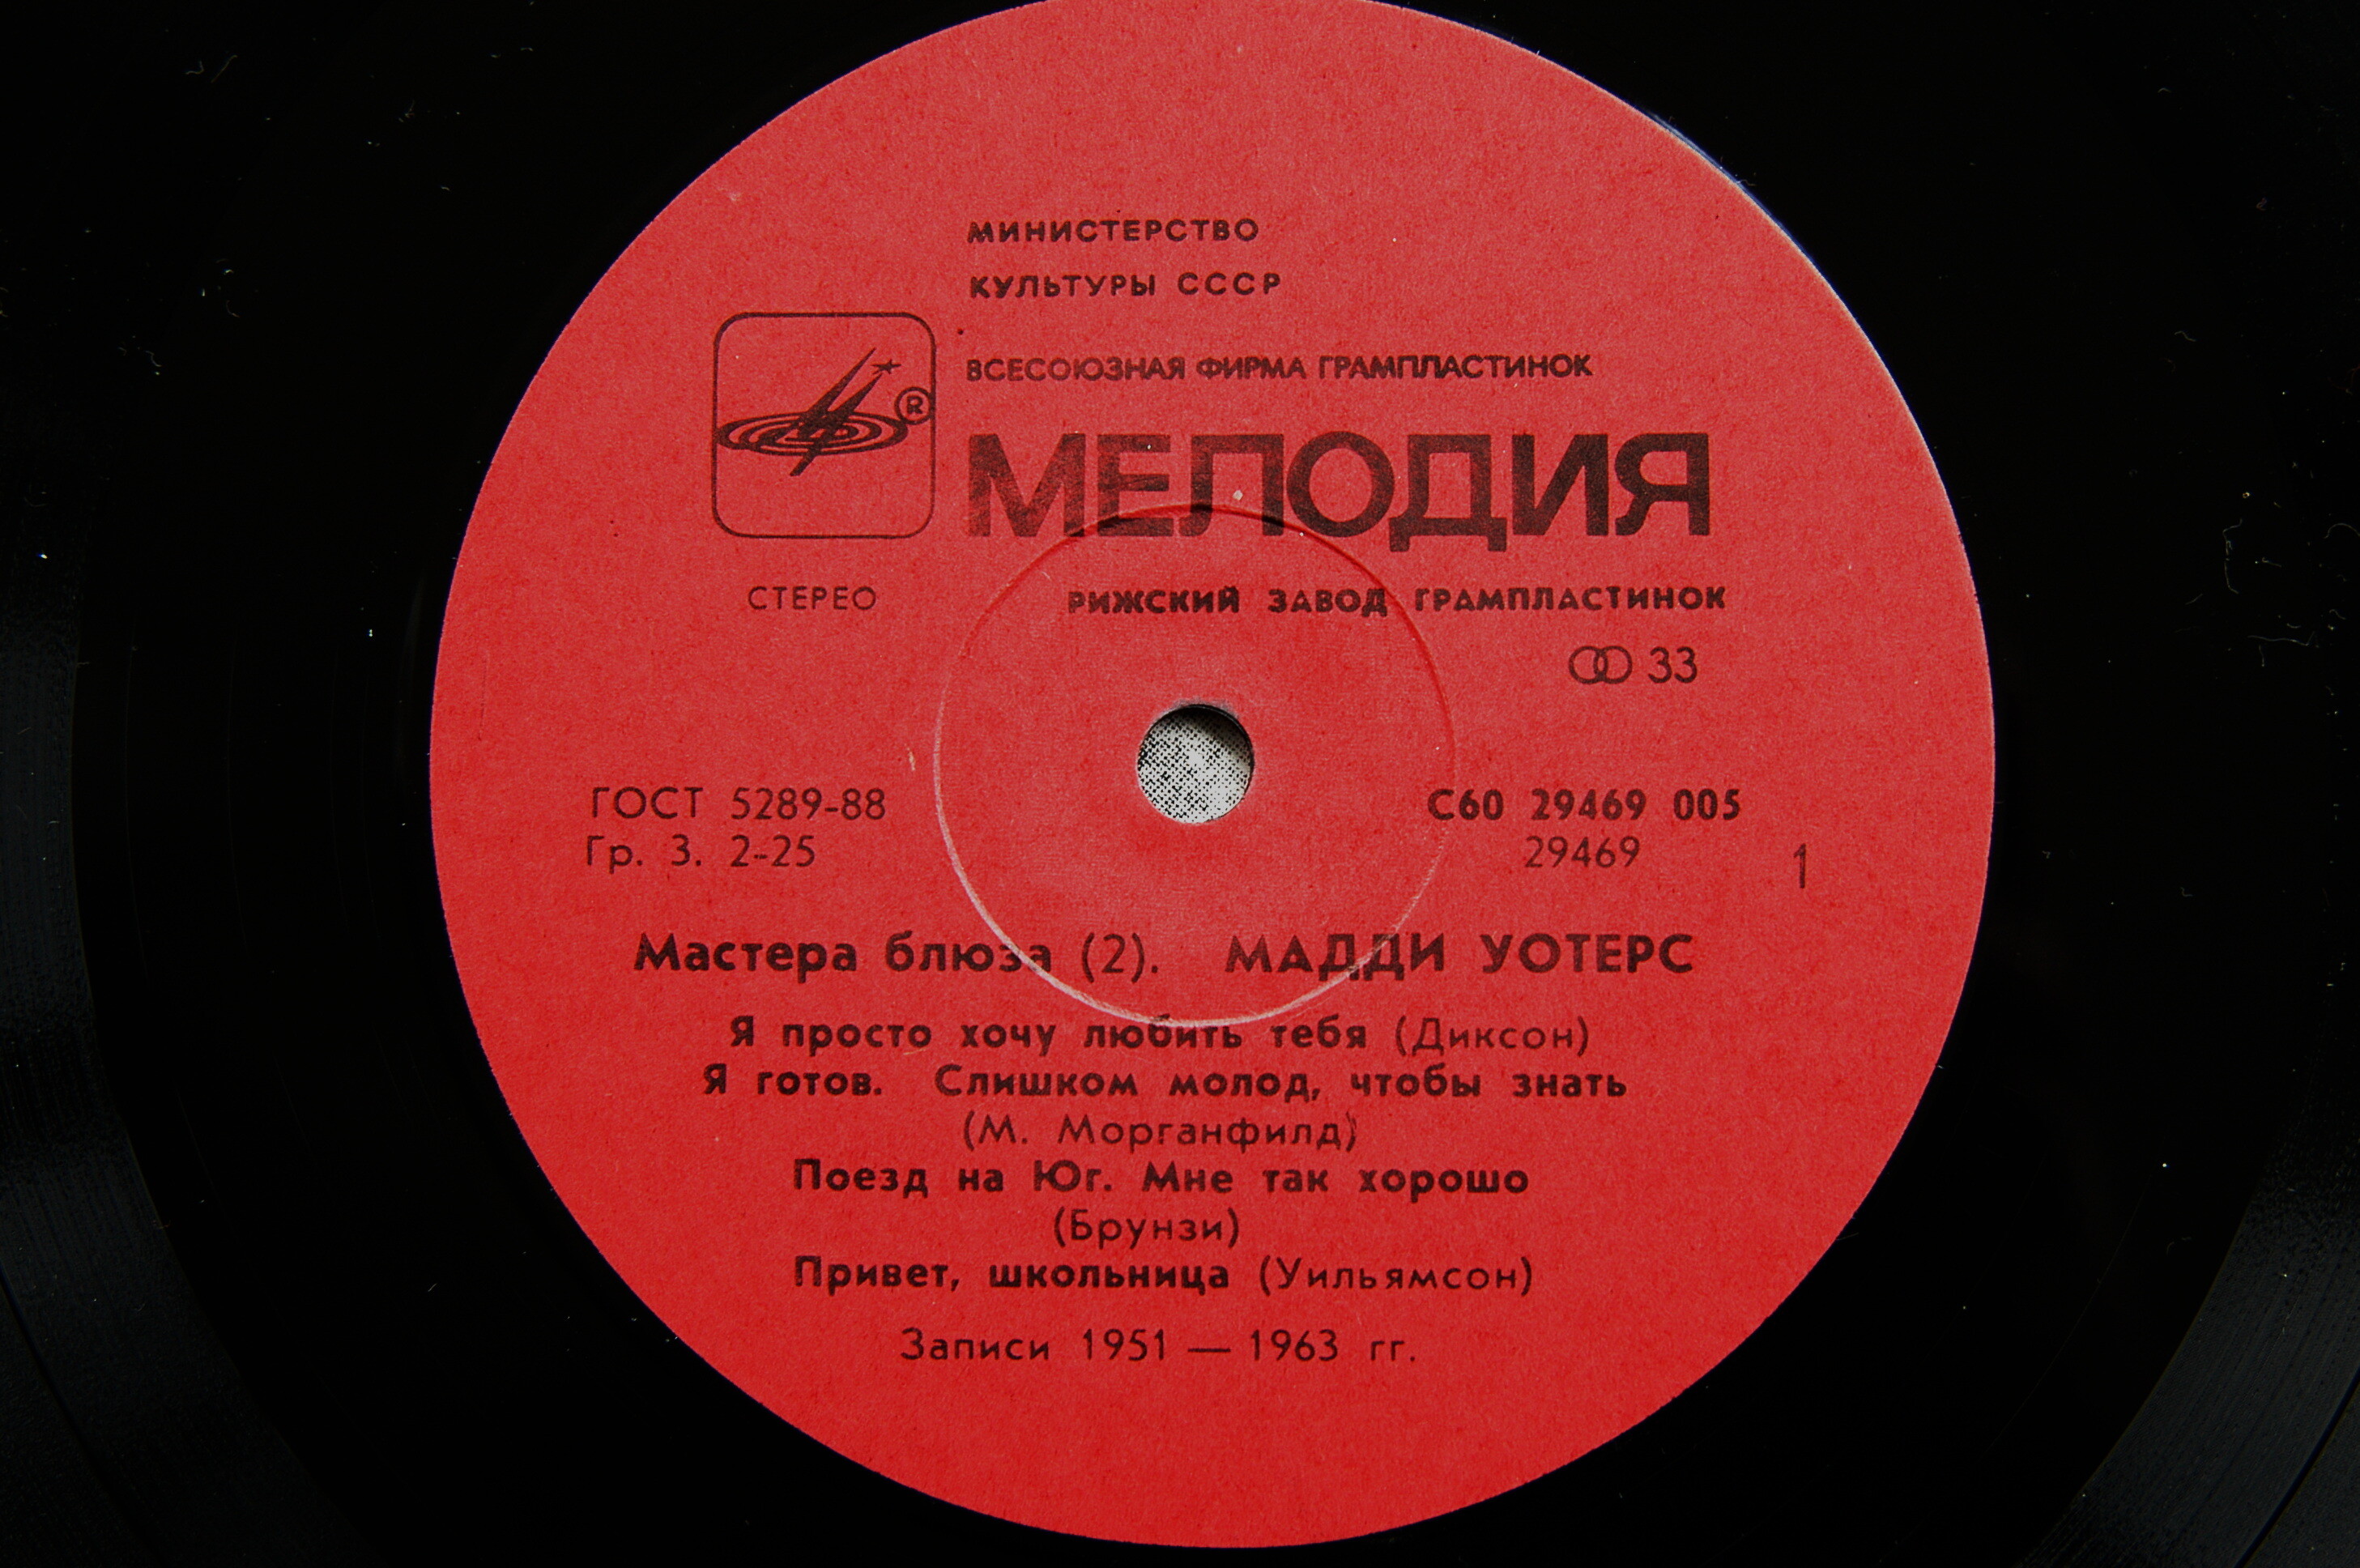 МИНИСТЕРСТВО
КУЛЬТУРЫ СССР
ВСЕСОЮЗНАЯ ФИРМА ГРАМПЛАСТИНОК
®
МЕЛОДИЯ
СТЕРЕО РИЖСКИЙ ЗАВОД ГРАМПЛАСТИНОК
33
ГОСТ 5289-88 С60 29469 005
Гр. 3. 2-25 29469 1
Мастера блюза (2). МАДДИ УОТЕРС
Я просто хочу любить тебя (Диксон)
Я готов. Слишком молод, чтобы знать
(М. Морганфилд)
Поезд на Юг. Мне так хорошо
(Брунзи)
Привет, школьница (Уильямсон)
Записи 1951 — 1963 гг.